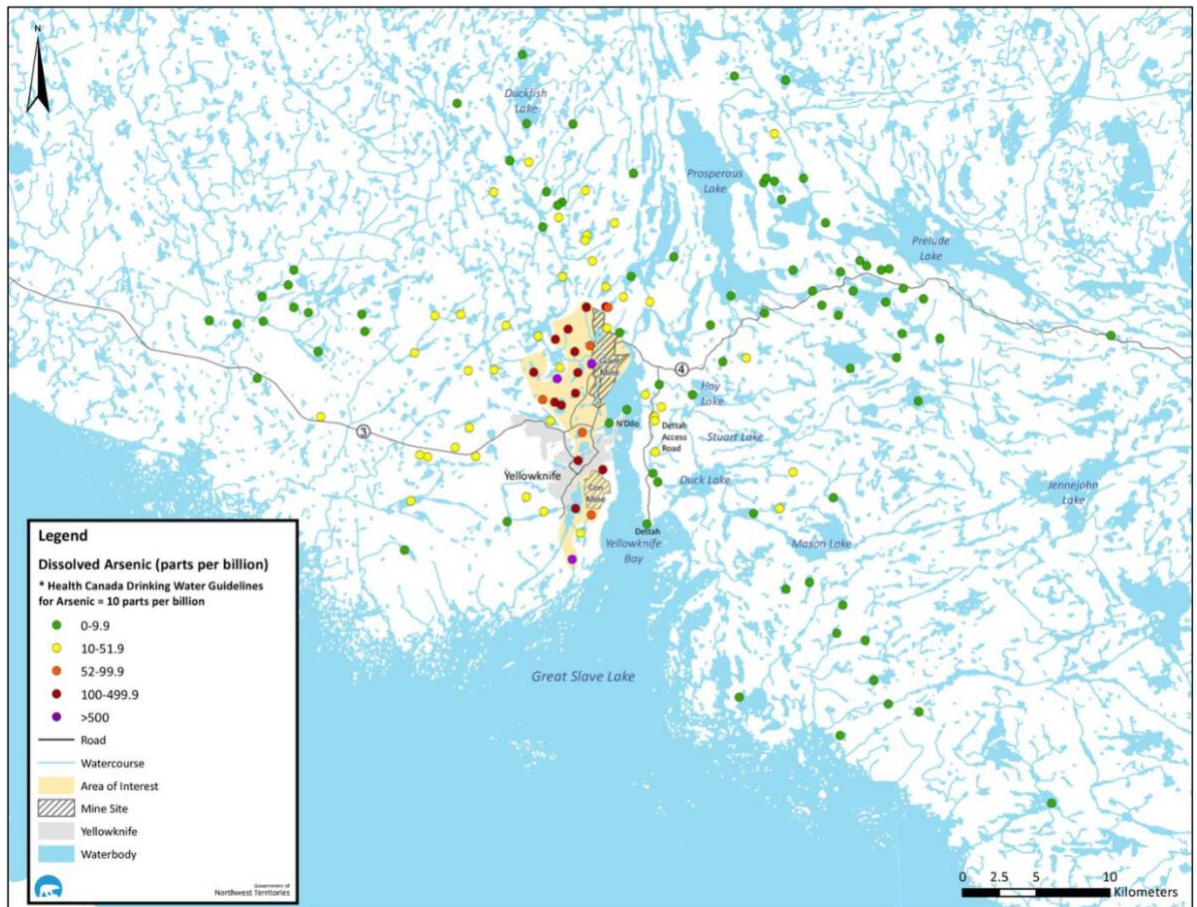 N
Duckfish
Lake
Prosperous
Lake
Prelude
Lake
Giant
Mine
4
Hay
Lake
N'Dilo
Dettah
Access
Road
Stuart Lake
3
Yellowknife
Con
Mine
Duck Lake
Jennejohn
Lake
Dettah
Yellowknife
Bay
Mason Lake
Great Slave Lake
Legend
Dissolved Arsenic (parts per billion)
* Health Canada Drinking Water Guidelines
for Arsenic = 10 parts per billion
0-9.9
10-51.9
52-99.9
100-499.9
>500
Road
Watercourse
Area of Interest
Mine Site
Yellowknife
Waterbody
Government of
Northwest Territories
0 2.5 5 10
Kilometers